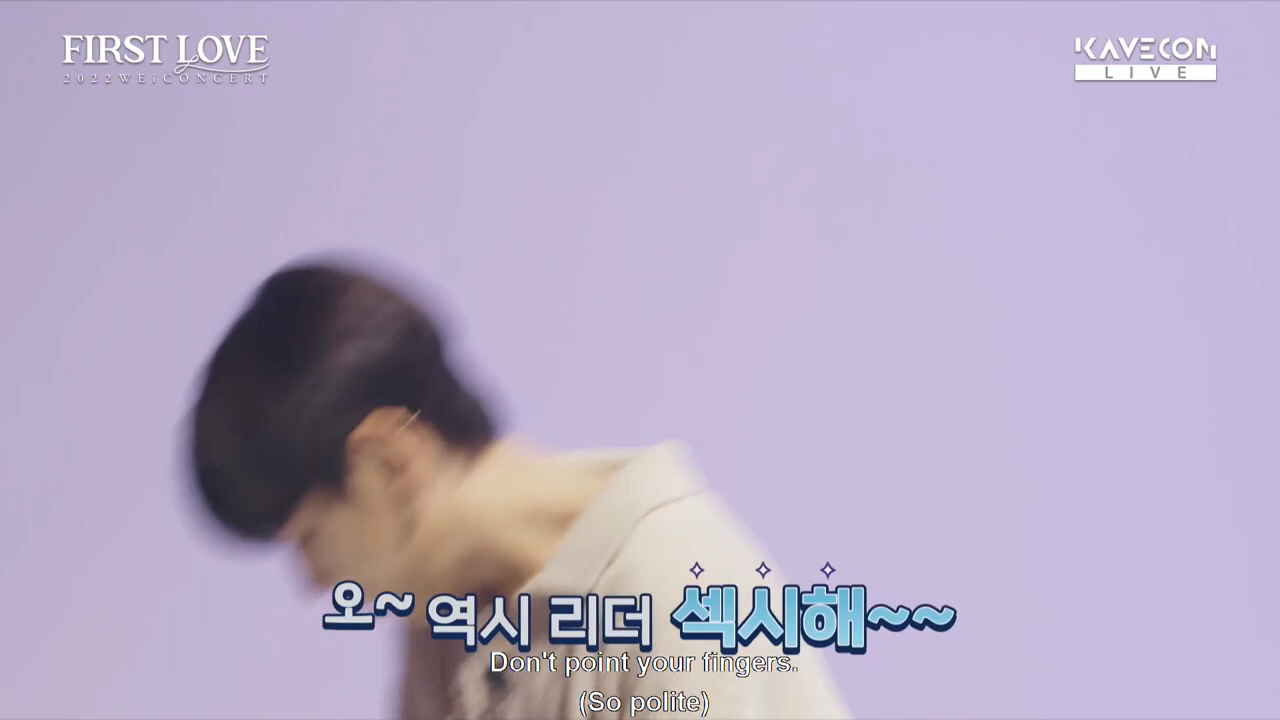 FIRST LOVE
2022 WEi CONCERT
KAVECON
LIVE
오~ 역시 리더 섹시해~~
Don't point your fingers.
(So polite)